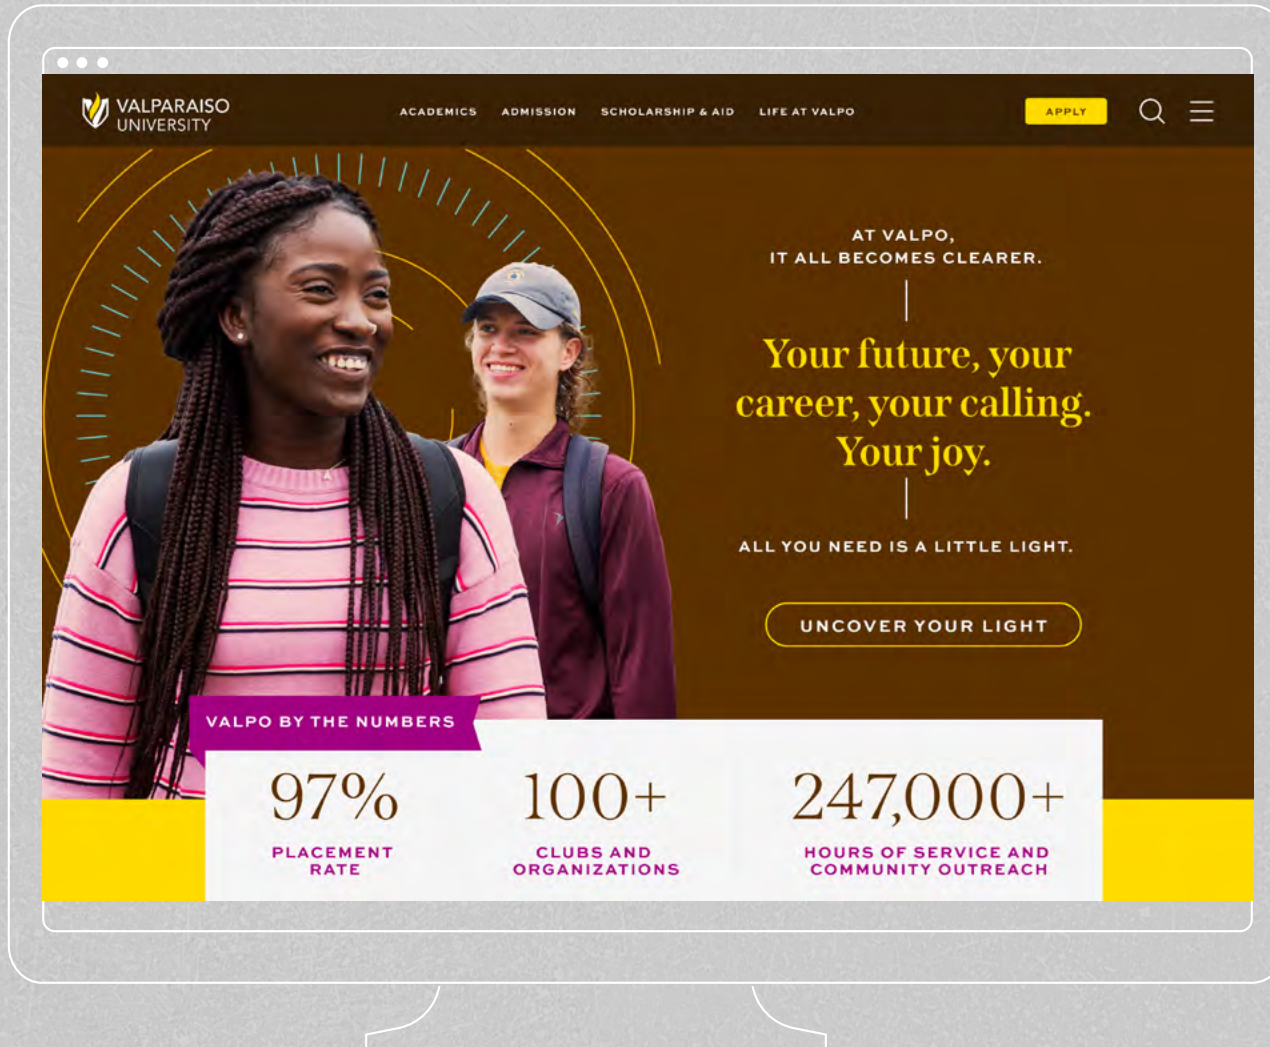 VALPARAISO
UNIVERSITY
ACADEMICS ADMISSION SCHOLARSHIP & AID LIFE AT VALPO
APPLY
AT VALPO,
IT ALL BECOMES CLEARER.
Your future, your
career, your calling.
Your joy.
ALL YOU NEED IS A LITTLE LIGHT.
UNCOVER YOUR LIGHT
VALPO BY THE NUMBERS
97%
PLACEMENT
RATE
100+
CLUBS AND
ORGANIZATIONS
247,000+
HOURS OF SERVICE AND
COMMUNITY OUTREACH